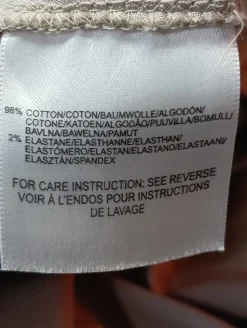 98% COTTON/COTON/BAUMWOLLE/ALGODÓN/
COTONE/KATOEN/ALGODÃO/PUUVILLA/BOMULL/
BAVLNA/BAWEŁNA/PAMUT
2% ELASTANE/ELASTHANNE/ELASTHAN/
ELASTÓMERO/ELASTAN/ELASTANO/ELASTAANI/
ELASZTÁN/SPANDEX
FOR CARE INSTRUCTION: SEE REVERSE
VOIR À L'ENDOS POUR INSTRUCTIONS
DE LAVAGE